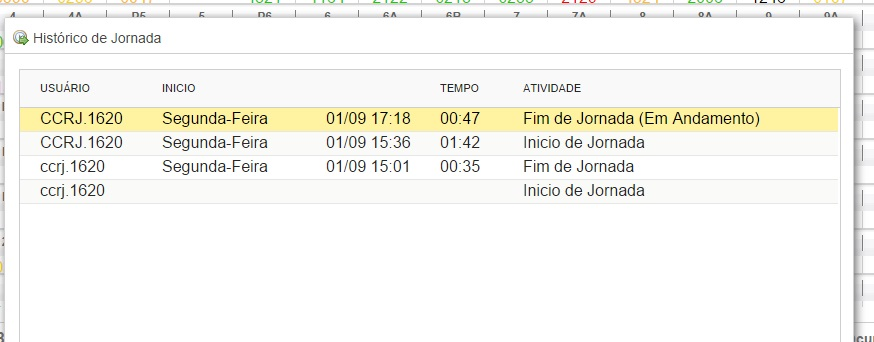 4 4A P5 5 P6 6 6A 6B 7 7A 8 8A 9 9A
Histórico de Jornada
USUÁRIO INICIO TEMPO ATIVIDADE
CCRJ.1620 Segunda-Feira 01/09 17:18 00:47 Fim de Jornada (Em Andamento)
CCRJ.1620 Segunda-Feira 01/09 15:36 01:42 Inicio de Jornada
ccrj.1620 Segunda-Feira 01/09 15:01 00:35 Fim de Jornada
ccrj.1620 Inicio de Jornada